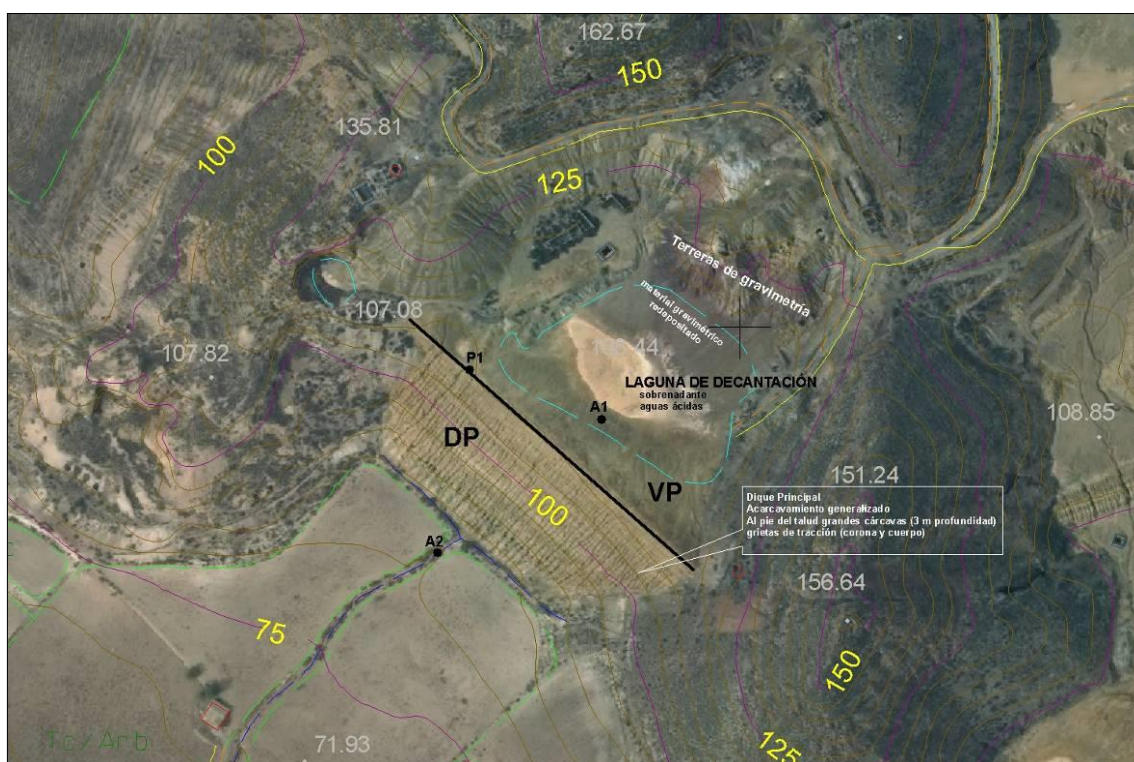 162.67
150
135.81
100
125
Terreras de gravimetría
material gravimétrico
redepositado
107.08
P1
107.82
.44
LAGUNA DE DECANTACIÓN
sobrenadante
aguas ácidas
A1
108.85
DP
VP
151.24
Dique Principal
Acarcavamiento generalizado
Al pie del talud grandes cárcavas (3 m profundidad)
grietas de tracción (corona y cuerpo)
100
A2
156.64
75
150
71.93
125
Tc/Arb